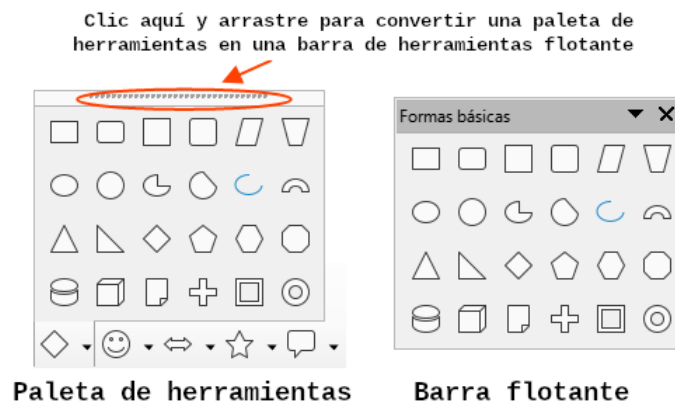 Clic aquí y arrastre para convertir una paleta de
herramientas en una barra de herramientas flotante
Formas básicas
Paleta de herramientas
Barra flotante